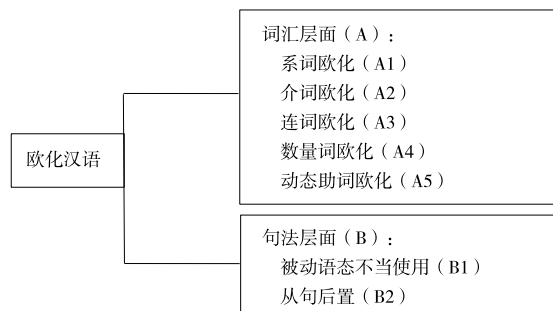 欧化汉语
词汇层面（A）：
系词欧化（A1）
介词欧化（A2）
连词欧化（A3）
数量词欧化（A4）
动态助词欧化（A5）
句法层面（B）：
被动语态不当使用（B1）
从句后置（B2）